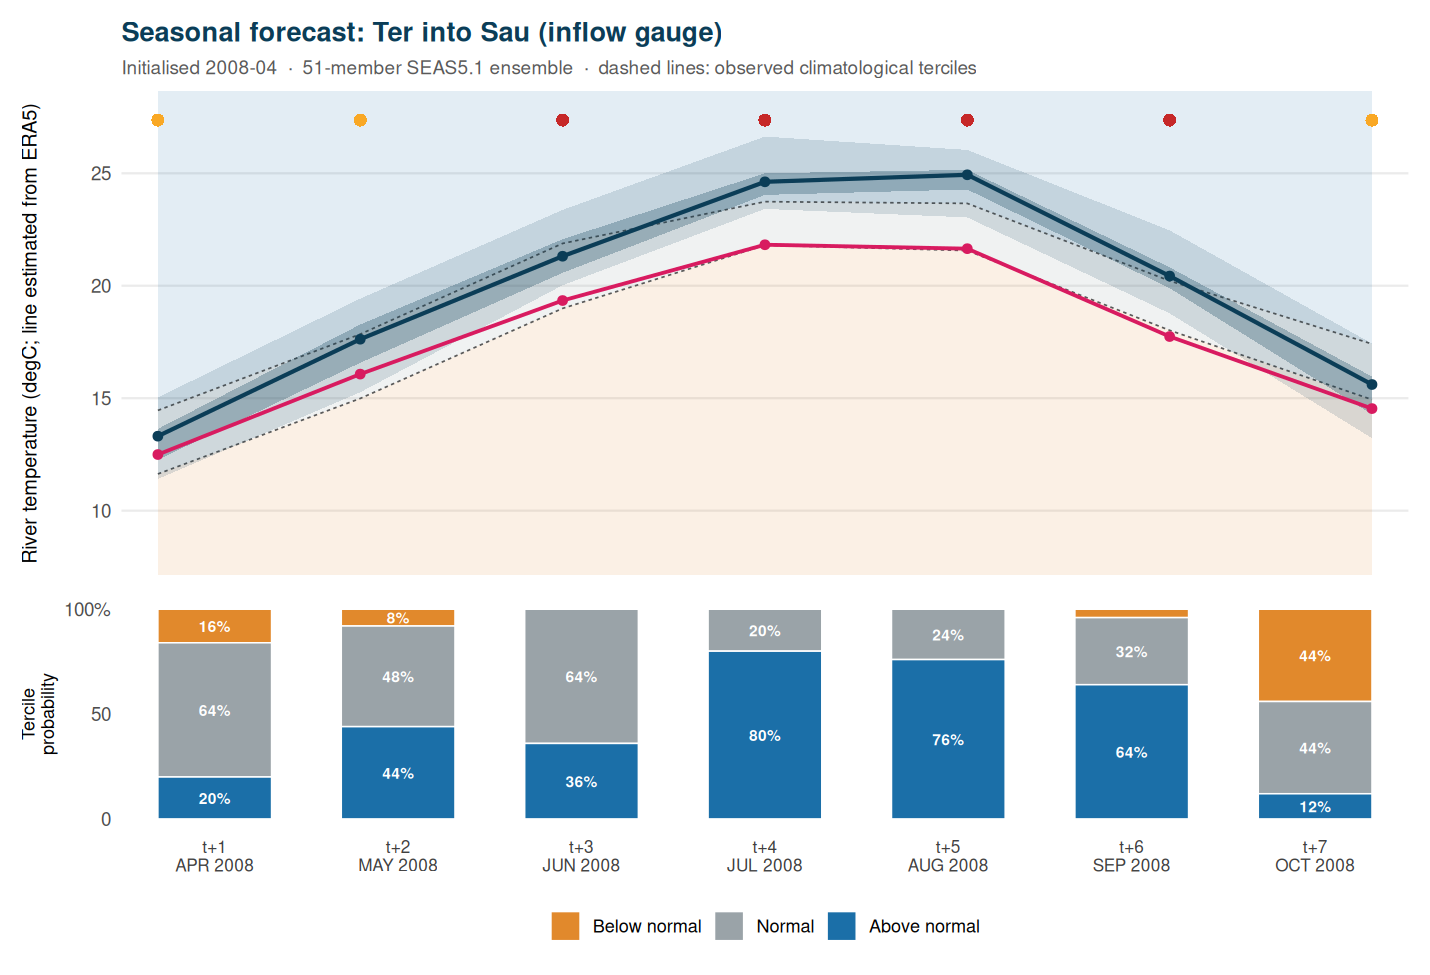 Seasonal forecast: Ter into Sau (inflow gauge)
Initialised 2008-04 · 51-member SEAS5.1 ensemble · dashed lines: observed climatological terciles
River temperature (degC; line estimated from ERA5)
25
20
15
10
Tercile
probability
100%
50
0
16%
64%
20%
8%
48%
44%
64%
36%
20%
80%
24%
76%
32%
64%
44%
44%
12%
t+1
APR 2008
t+2
MAY 2008
t+3
JUN 2008
t+4
JUL 2008
t+5
AUG 2008
t+6
SEP 2008
t+7
OCT 2008
Below normal
Normal
Above normal